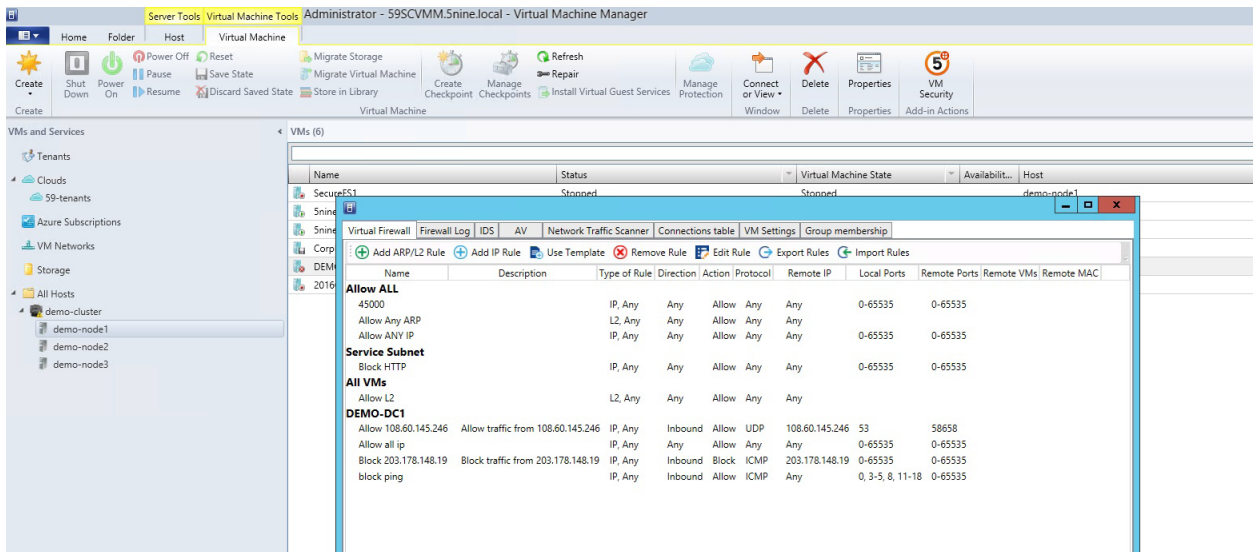 Server Tools Virtual Machine Tools Administrator - 59SCVMM.5nine.local - Virtual Machine Manager
Home Folder Host Virtual Machine
Create
Shut Down
Power On
Power Off
Pause
Resume
Reset
Save State
Discard Saved State
Migrate Storage
Migrate Virtual Machine
Store in Library
Create Checkpoint
Manage Checkpoints
Refresh
Repair
Install Virtual Guest Services
Manage Protection
Connect or View
Delete
Properties
5
VM Security
Create Virtual Machine Window Delete Properties Add-in Actions
VMs and Services
Tenants
Clouds
59-tenants
Azure Subscriptions
VM Networks
Storage
All Hosts
demo-cluster
demo-node1
demo-node2
demo-node3
VMs (6)
Name Status Virtual Machine State Availabilit... Host
SecureFS1 Stopped Stopped demo-node1
5nine
5nine
Corp
DEM
2016
Virtual Firewall Firewall Log IDS AV Network Traffic Scanner Connections table VM Settings Group membership
Add ARP/L2 Rule Add IP Rule Use Template Remove Rule Edit Rule Export Rules Import Rules
Name Description Type of Rule Direction Action Protocol Remote IP Local Ports Remote Ports Remote VMs Remote MAC
Allow ALL
45000 IP, Any Any Allow Any Any 0-65535 0-65535
Allow Any ARP L2, Any Any Allow Any Any
Allow ANY IP IP, Any Any Allow Any Any 0-65535 0-65535
Service Subnet
Block HTTP IP, Any Any Allow Any Any 0-65535 0-65535
All VMs
Allow L2 L2, Any Any Allow Any Any
DEMO-DC1
Allow 108.60.145.246 Allow traffic from 108.60.145.246 IP, Any Inbound Allow UDP 108.60.145.246 53 58658
Allow all ip IP, Any Any Allow Any Any 0-65535 0-65535
Block 203.178.148.19 Block traffic from 203.178.148.19 IP, Any Inbound Block ICMP 203.178.148.19 0-65535 0-65535
block ping IP, Any Inbound Allow ICMP Any 0, 3-5, 8, 11-18 0-65535